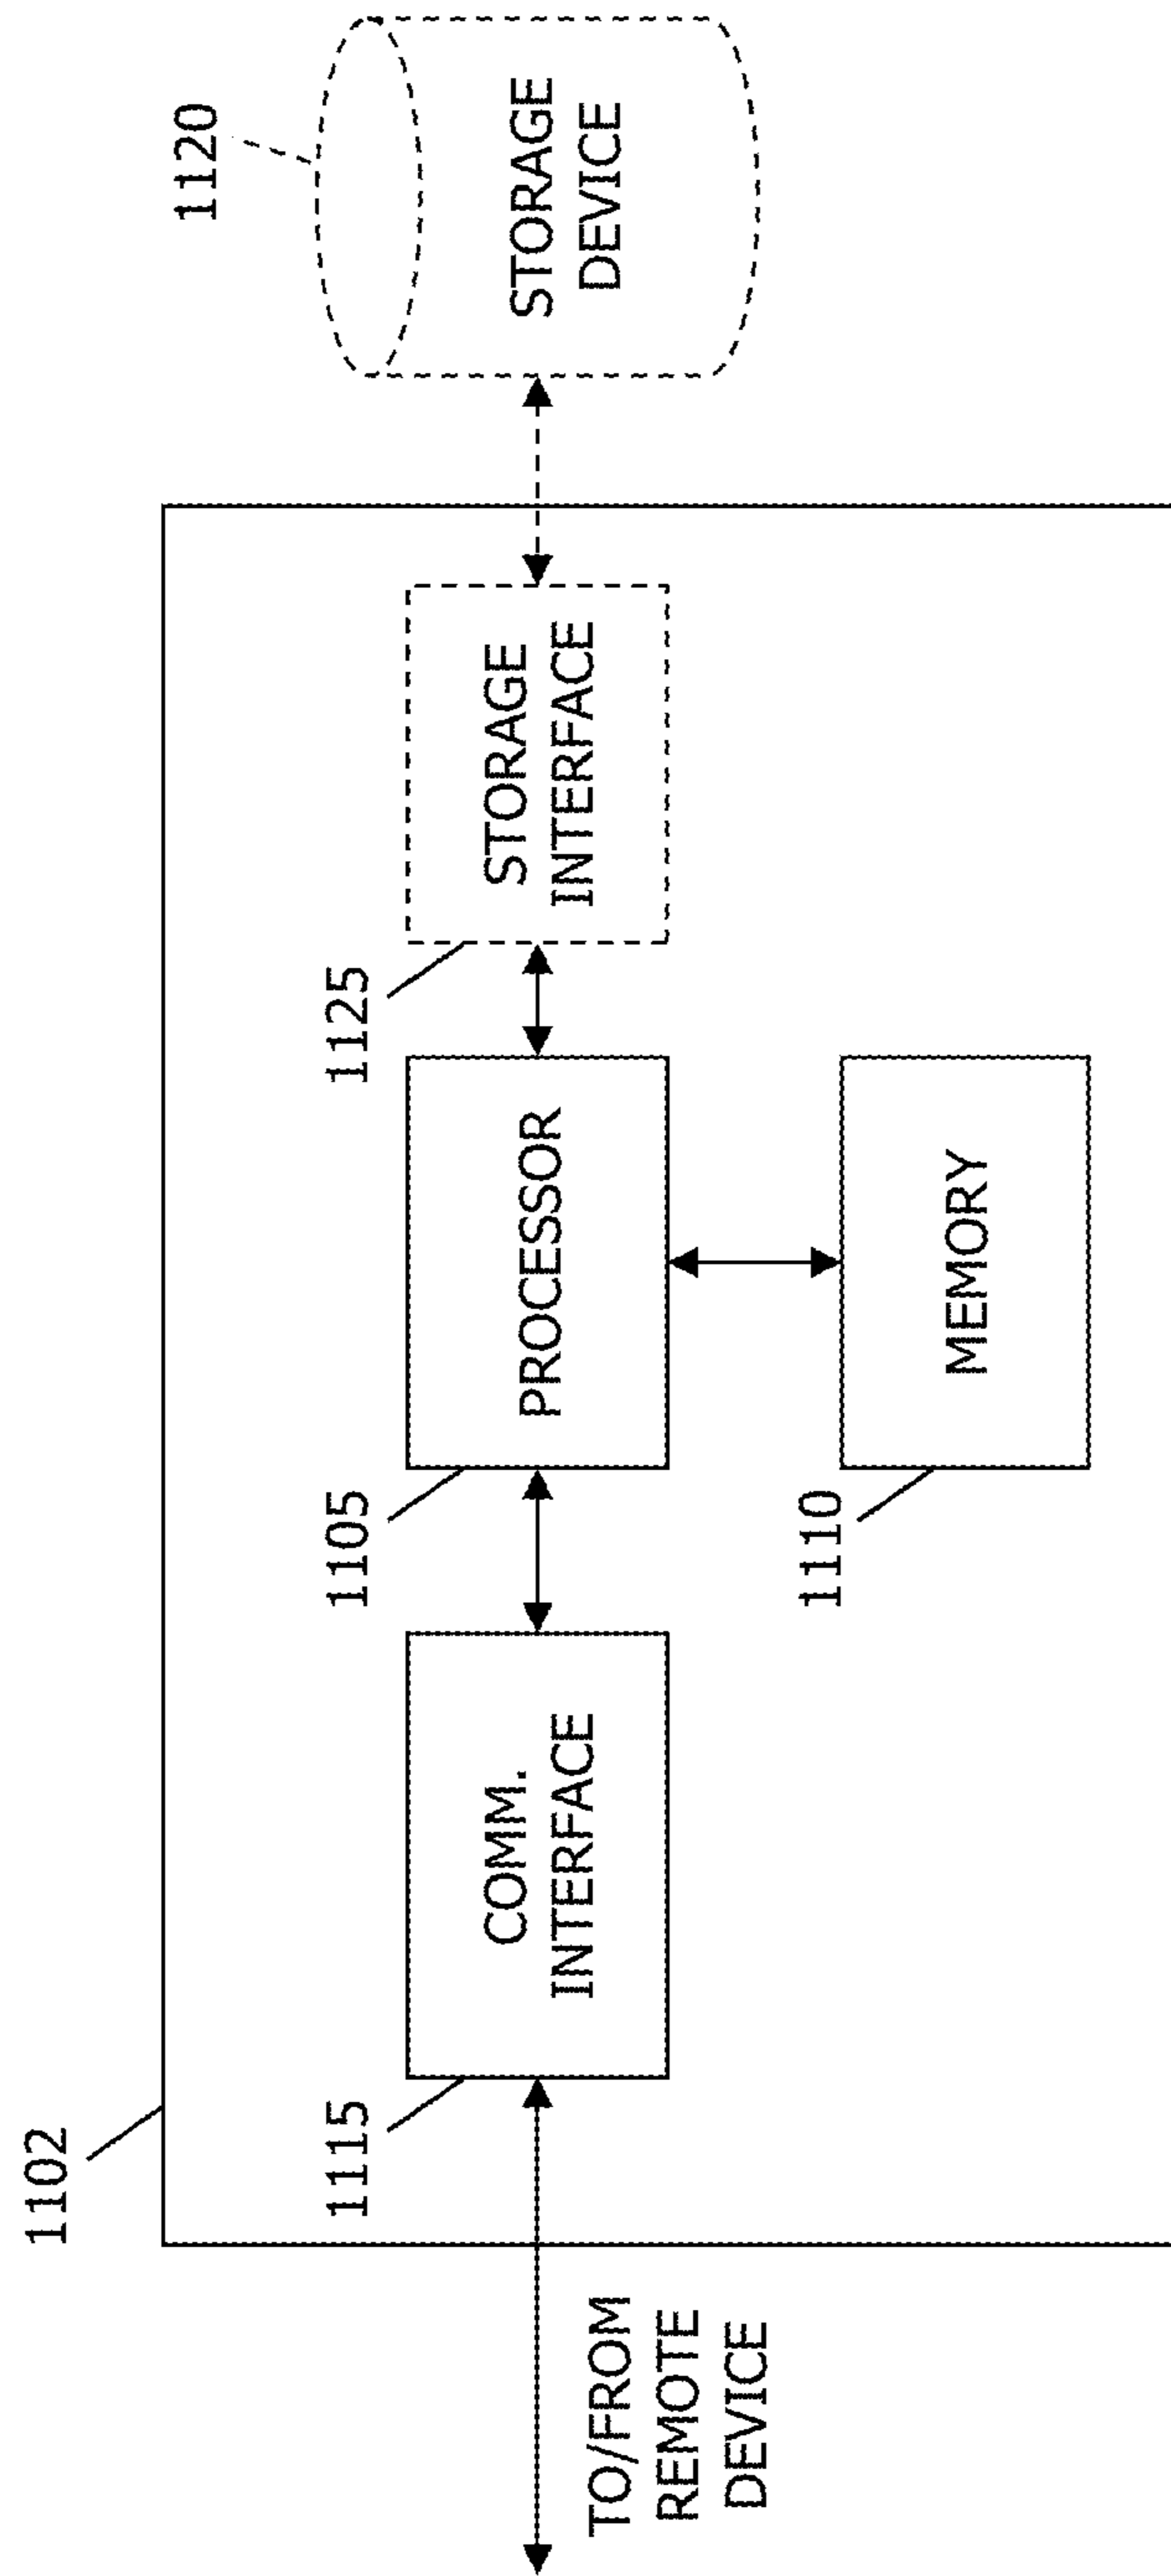 1102
1120
1115
1105
1125
COMM.
INTERFACE
PROCESSOR
STORAGE
INTERFACE
STORAGE
DEVICE
TO/FROM
REMOTE
DEVICE
1110
MEMORY